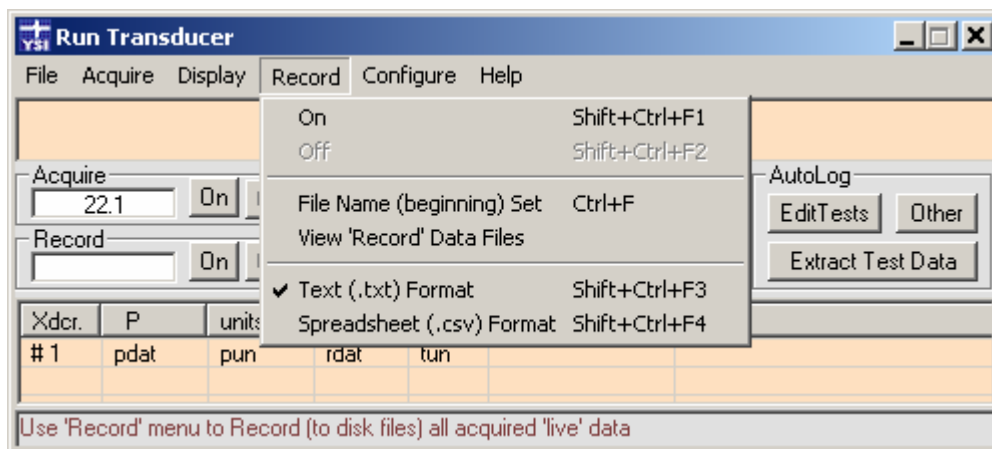 YSI Run Transducer
File Acquire Display Record Configure Help
On Shift+Ctrl+F1
Off Shift+Ctrl+F2
Acquire
22.1 On
File Name (beginning) Set Ctrl+F
View 'Record' Data Files
AutoLog
EditTests Other
Record
On
Extract Test Data
Text (.txt) Format Shift+Ctrl+F3
Spreadsheet (.csv) Format Shift+Ctrl+F4
Xdcr. P units
# 1 pdat pun rdat tun
Use 'Record' menu to Record (to disk files) all acquired 'live' data